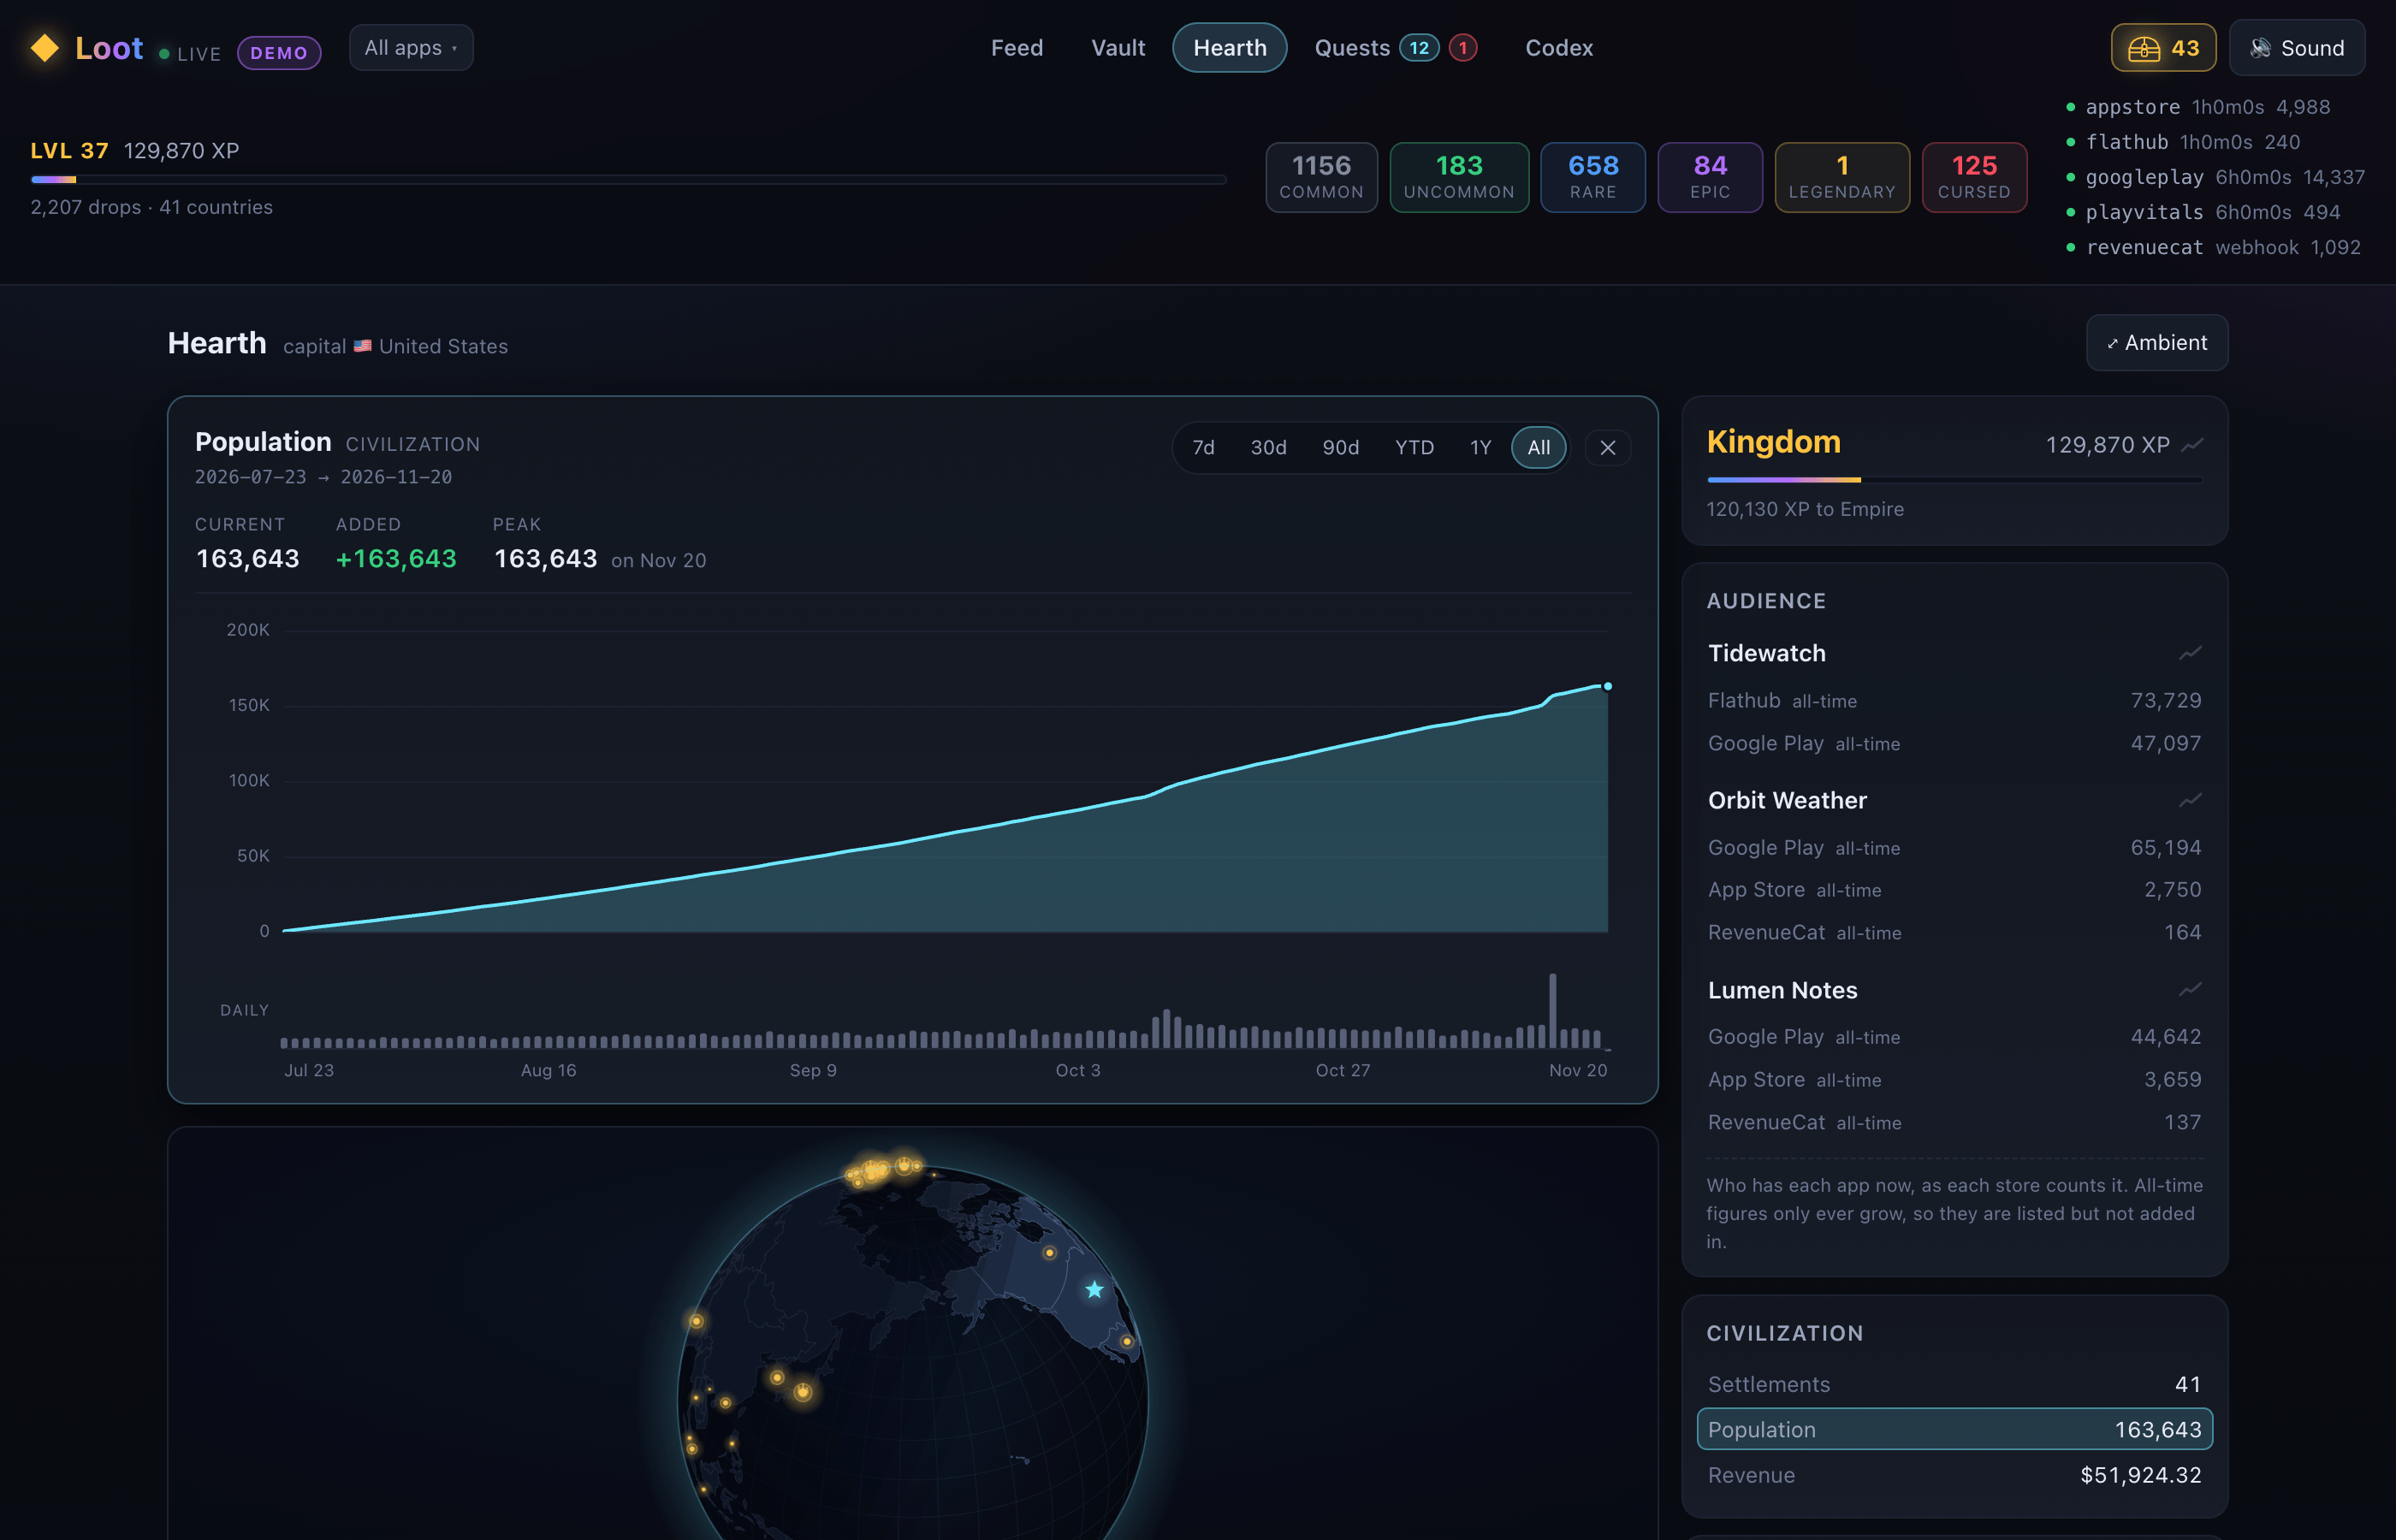 Loot LIVE DEMO All apps
Feed Vault Hearth Quests 12 1 Codex
43 Sound
LVL 37 129,870 XP
2,207 drops · 41 countries
1156 COMMON
183 UNCOMMON
658 RARE
84 EPIC
1 LEGENDARY
125 CURSED
appstore 1h0m0s 4,988
flathub 1h0m0s 240
googleplay 6h0m0s 14,337
playvitals 6h0m0s 494
revenuecat webhook 1,092
Hearth capital 🇺🇸 United States
Ambient
Population CIVILIZATION
2026-07-23 → 2026-11-20
7d 30d 90d YTD 1Y All
CURRENT ADDED PEAK
163,643 +163,643 163,643 on Nov 20
200K
150K
100K
50K
0
DAILY
Jul 23 Aug 16 Sep 9 Oct 3 Oct 27 Nov 20
Kingdom 129,870 XP
120,130 XP to Empire
AUDIENCE
Tidewatch
Flathub all-time 73,729
Google Play all-time 47,097
Orbit Weather
Google Play all-time 65,194
App Store all-time 2,750
RevenueCat all-time 164
Lumen Notes
Google Play all-time 44,642
App Store all-time 3,659
RevenueCat all-time 137
Who has each app now, as each store counts it. All-time
figures only ever grow, so they are listed but not added
in.
CIVILIZATION
Settlements 41
Population 163,643
Revenue $51,924.32